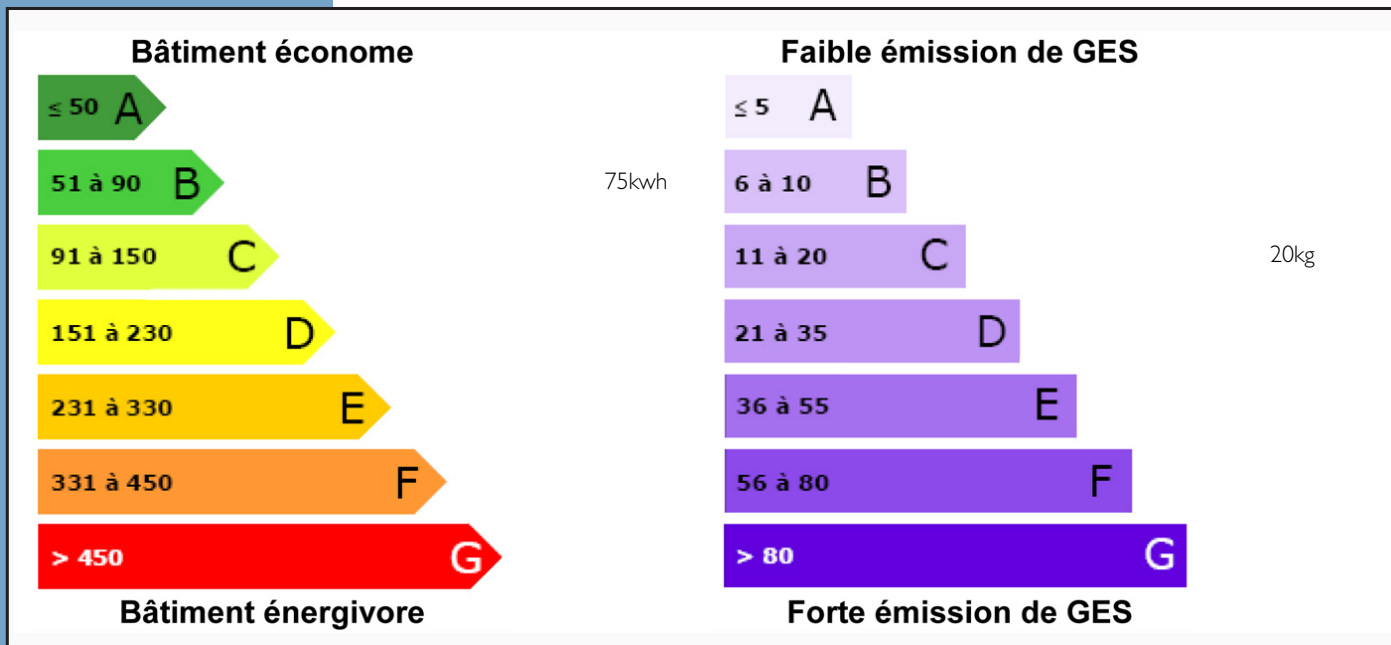 Bâtiment économe
≤ 50 A
51 à 90 B
75kwh
91 à 150 C
151 à 230 D
231 à 330 E
331 à 450 F
> 450 G
Bâtiment énergivore
Faible émission de GES
≤ 5 A
6 à 10 B
11 à 20 C
20kg
21 à 35 D
36 à 55 E
56 à 80 F
> 80 G
Forte émission de GES